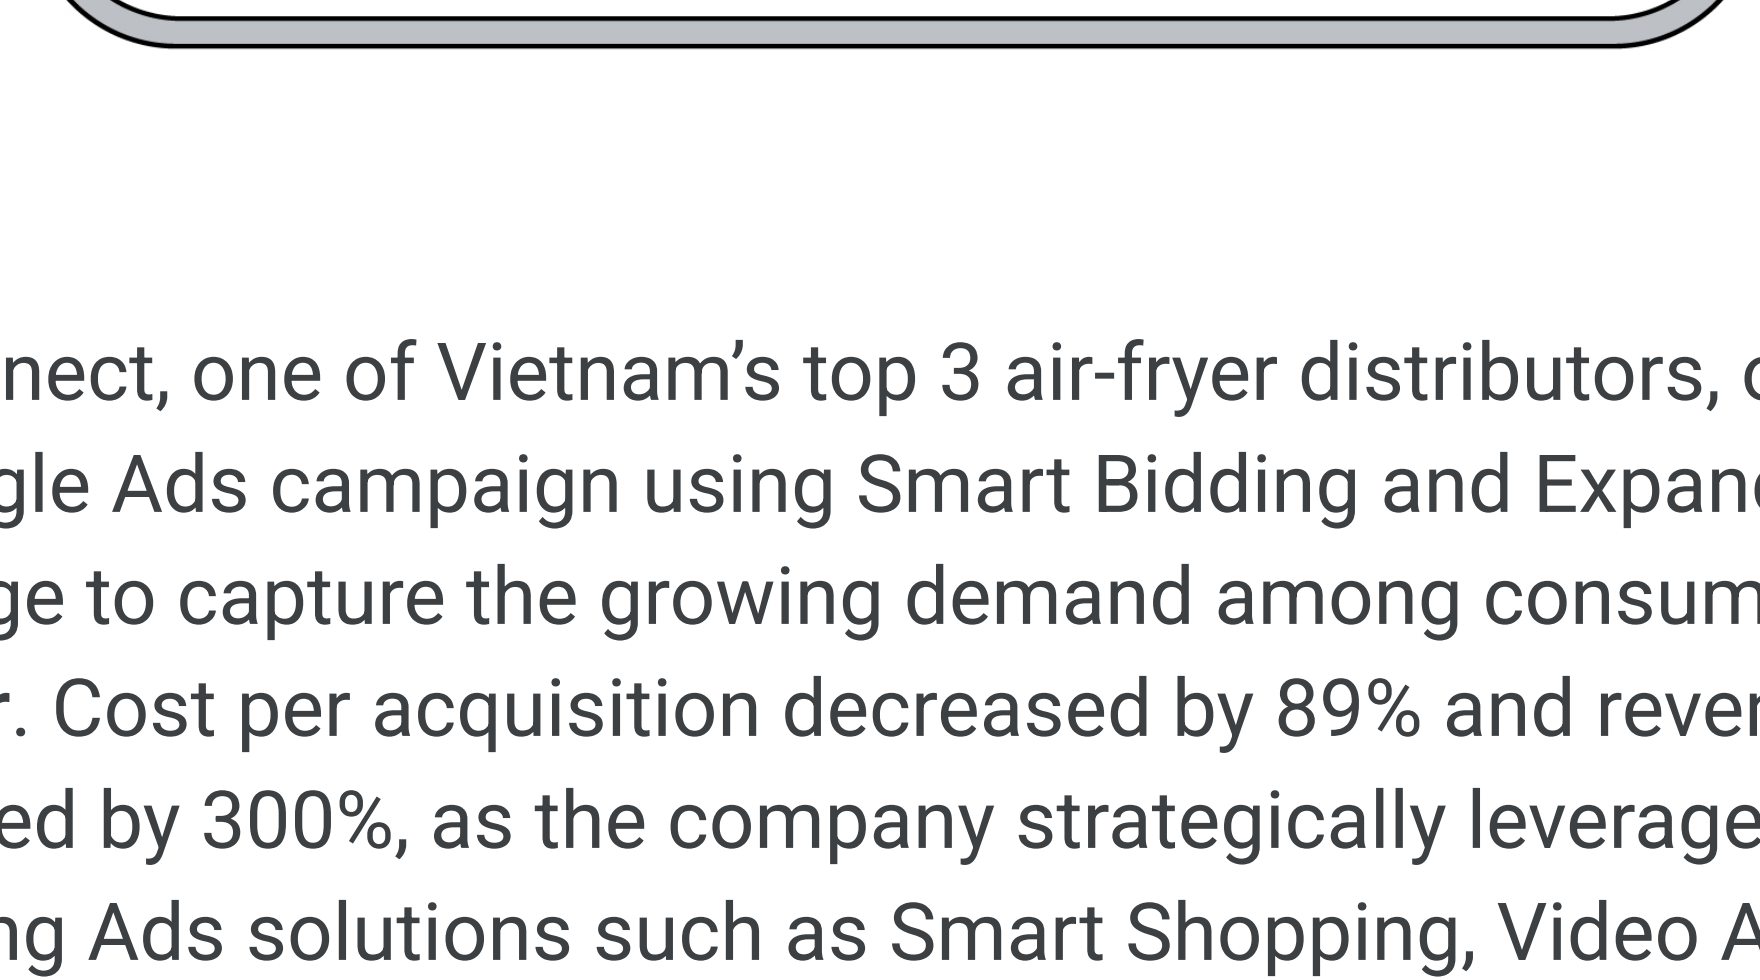 nect, one of Vietnam’s top 3 air-fryer distributors,
gle Ads campaign using Smart Bidding and Expan
ge to capture the growing demand among consum
r. Cost per acquisition decreased by 89% and reve
ed by 300%, as the company strategically leverage
ng Ads solutions such as Smart Shopping, Video A